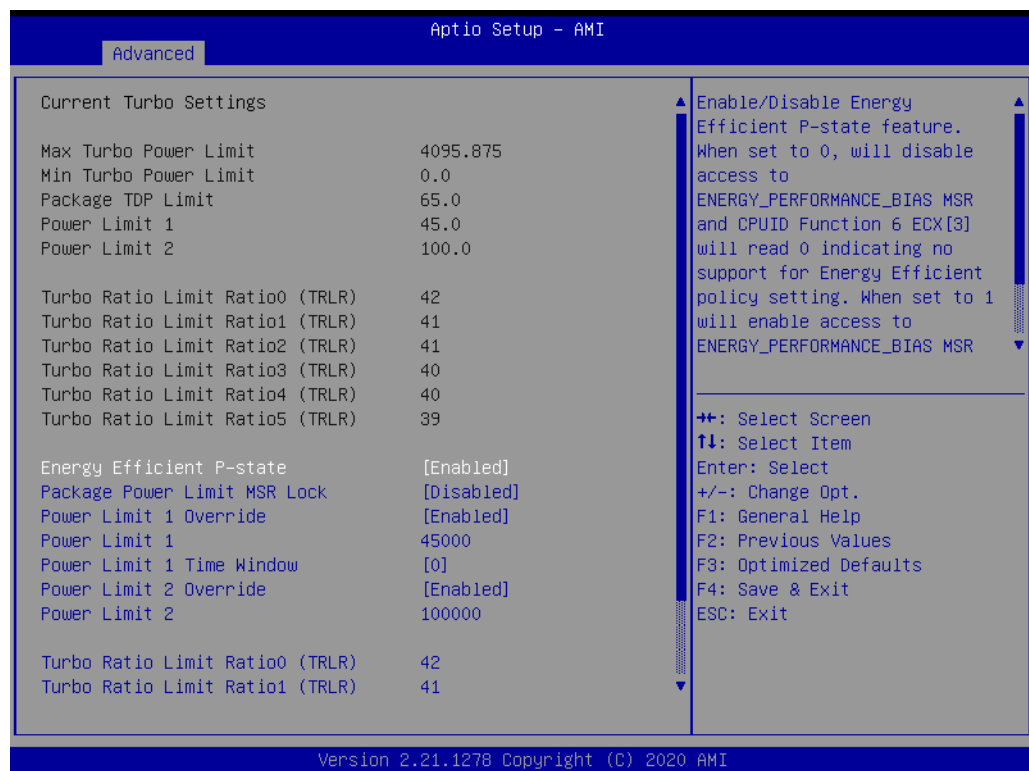 Aptio Setup – AMI
Advanced
Current Turbo Settings
Max Turbo Power Limit 4095.875
Min Turbo Power Limit 0.0
Package TDP Limit 65.0
Power Limit 1 45.0
Power Limit 2 100.0
Turbo Ratio Limit Ratio0 (TRLR) 42
Turbo Ratio Limit Ratio1 (TRLR) 41
Turbo Ratio Limit Ratio2 (TRLR) 41
Turbo Ratio Limit Ratio3 (TRLR) 40
Turbo Ratio Limit Ratio4 (TRLR) 40
Turbo Ratio Limit Ratio5 (TRLR) 39
Energy Efficient P-state [Enabled]
Package Power Limit MSR Lock [Disabled]
Power Limit 1 Override [Enabled]
Power Limit 1 45000
Power Limit 1 Time Window [0]
Power Limit 2 Override [Enabled]
Power Limit 2 100000
Turbo Ratio Limit Ratio0 (TRLR) 42
Turbo Ratio Limit Ratio1 (TRLR) 41
Enable/Disable Energy
Efficient P-state feature.
When set to 0, will disable
access to
ENERGY_PERFORMANCE_BIAS MSR
and CPUID Function 6 ECX[3]
will read 0 indicating no
support for Energy Efficient
policy setting. When set to 1
will enable access to
ENERGY_PERFORMANCE_BIAS MSR
→←: Select Screen
↑↓: Select Item
Enter: Select
+/-: Change Opt.
F1: General Help
F2: Previous Values
F3: Optimized Defaults
F4: Save & Exit
ESC: Exit
Version 2.21.1278 Copyright (C) 2020 AMI